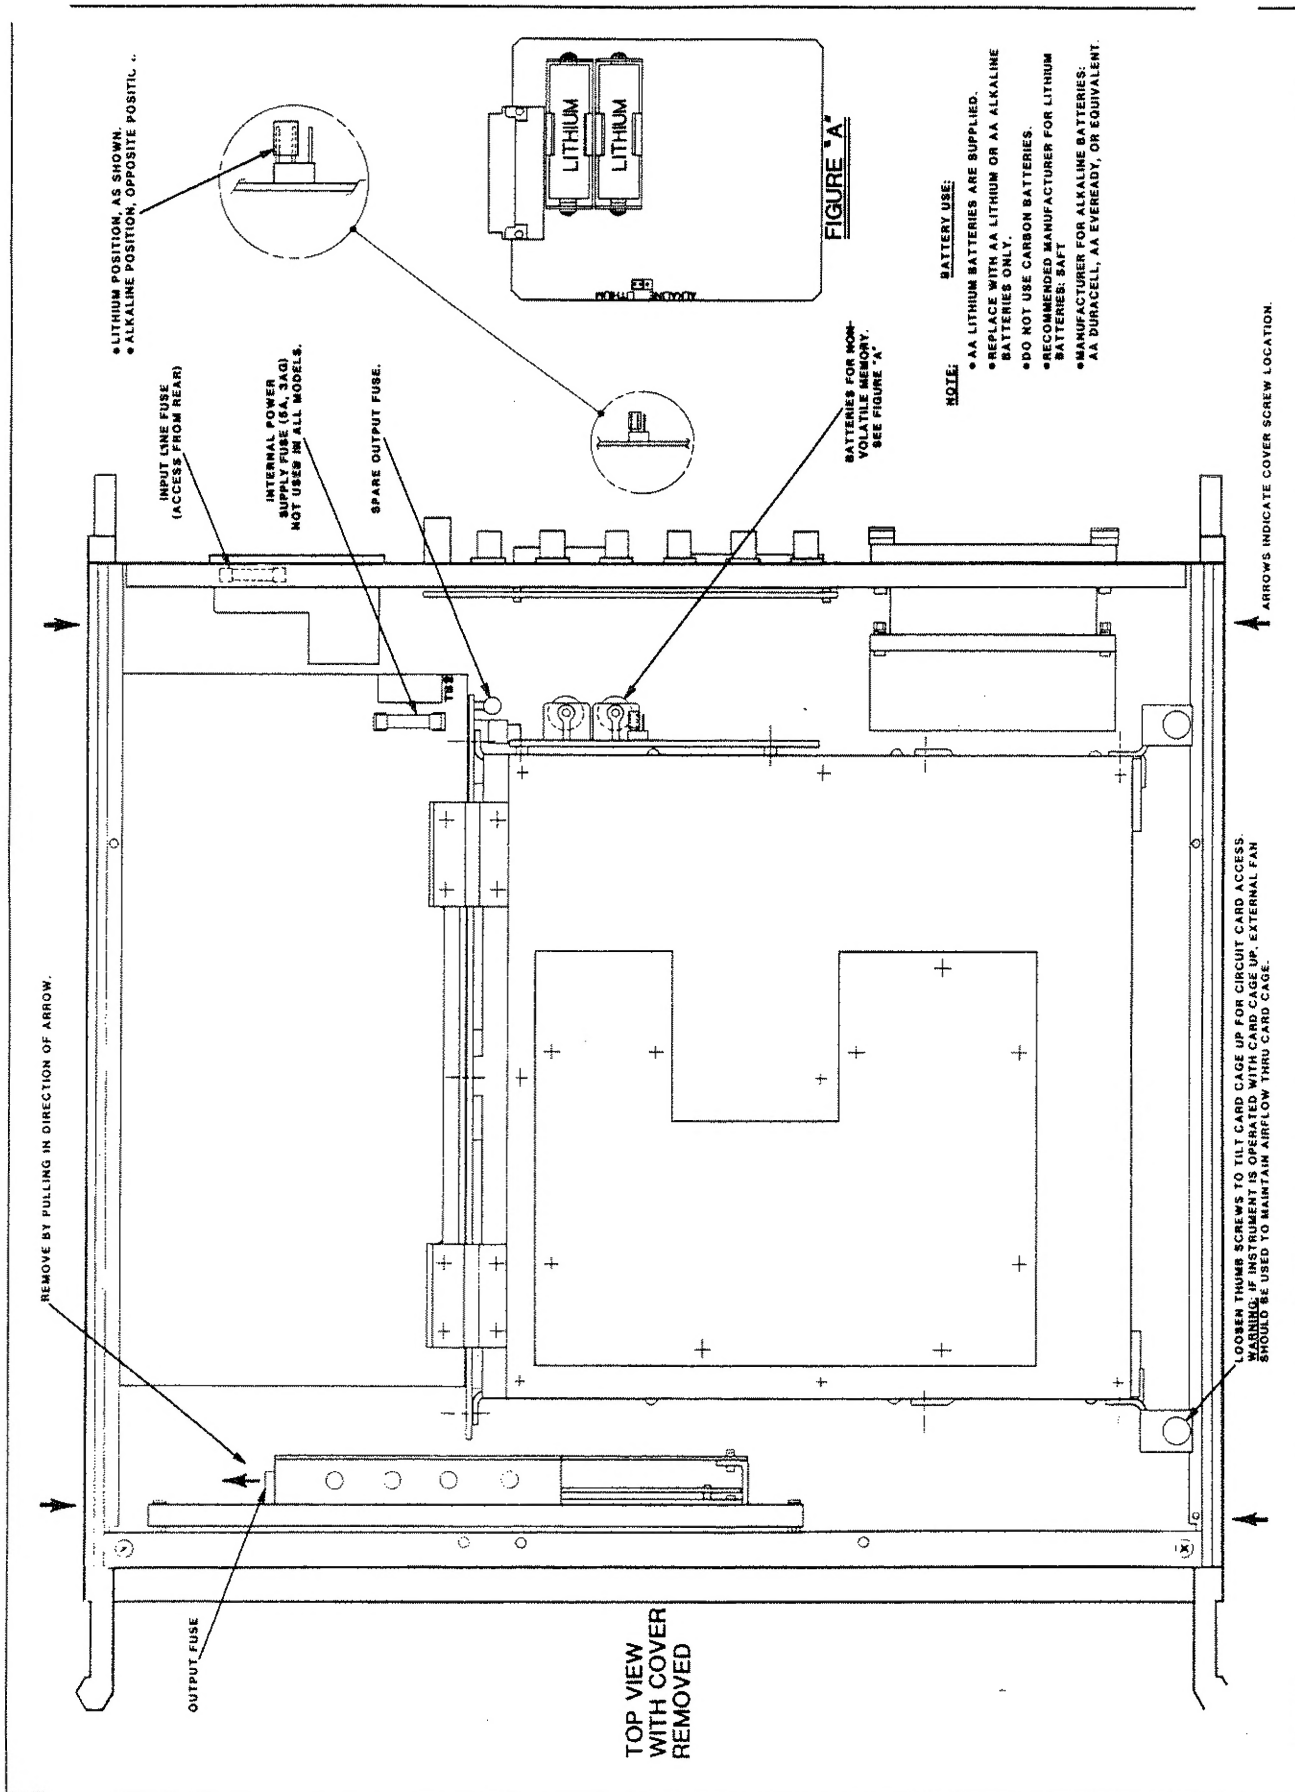 OUTPUT FUSE
REMOVE BY PULLING IN DIRECTION OF ARROW.
TOP VIEW
WITH COVER
REMOVED
INPUT LINE FUSE
(ACCESS FROM REAR)
INTERNAL POWER
SUPPLY FUSE (5A, 3AG)
NOT USED IN ALL MODELS.
SPARE OUTPUT FUSE.
TB2
• LITHIUM POSITION, AS SHOWN.
• ALKALINE POSITION, OPPOSITE
BATTERIES FOR NON-
VOLATILE MEMORY.
SEE FIGURE "A"
LITHIUM
LITHIUM
ALKALINE
FIGURE "A"
NOTE: BATTERY USE:
• AA LITHIUM BATTERIES ARE SUPPLIED.
• REPLACE WITH AA LITHIUM OR AA ALKALINE
BATTERIES ONLY.
• DO NOT USE CARBON BATTERIES.
• RECOMMENDED MANUFACTURER FOR LITHIUM
BATTERIES: SAFT
• MANUFACTURER FOR ALKALINE BATTERIES:
AA DURACELL, AA EVEREADY, OR EQUIVALENT.
LOOSEN THUMB SCREWS TO TILT CARD CAGE UP FOR CIRCUIT CARD ACCESS.
WARNING: IF INSTRUMENT IS OPERATED WITH CARD CAGE UP, EXTERNAL FAN
SHOULD BE USED TO MAINTAIN AIRFLOW THRU CARD CAGE.
ARROWS INDICATE COVER SCREW LOCATION.